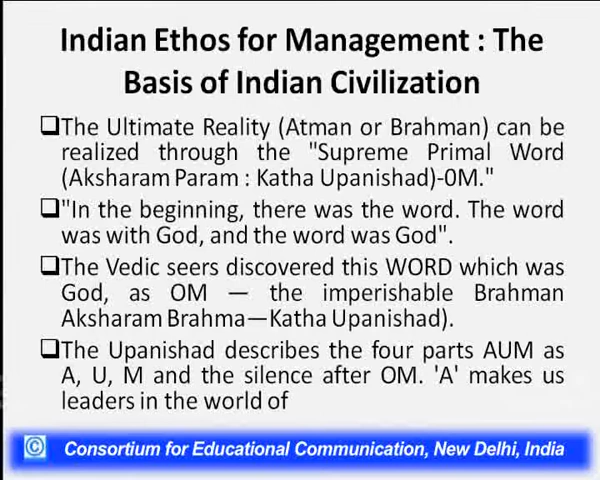 Indian Ethos for Management : The
Basis of Indian Civilization
❑The Ultimate Reality (Atman or Brahman) can be
realized through the "Supreme Primal Word
(Aksharam Param : Katha Upanishad)-0M."
❑"In the beginning, there was the word. The word
was with God, and the word was God".
❑The Vedic seers discovered this WORD which was
God, as OM — the imperishable Brahman
Aksharam Brahma—Katha Upanishad).
❑The Upanishad describes the four parts AUM as
A, U, M and the silence after OM. 'A' makes us
leaders in the world of
© Consortium for Educational Communication, New Delhi, India